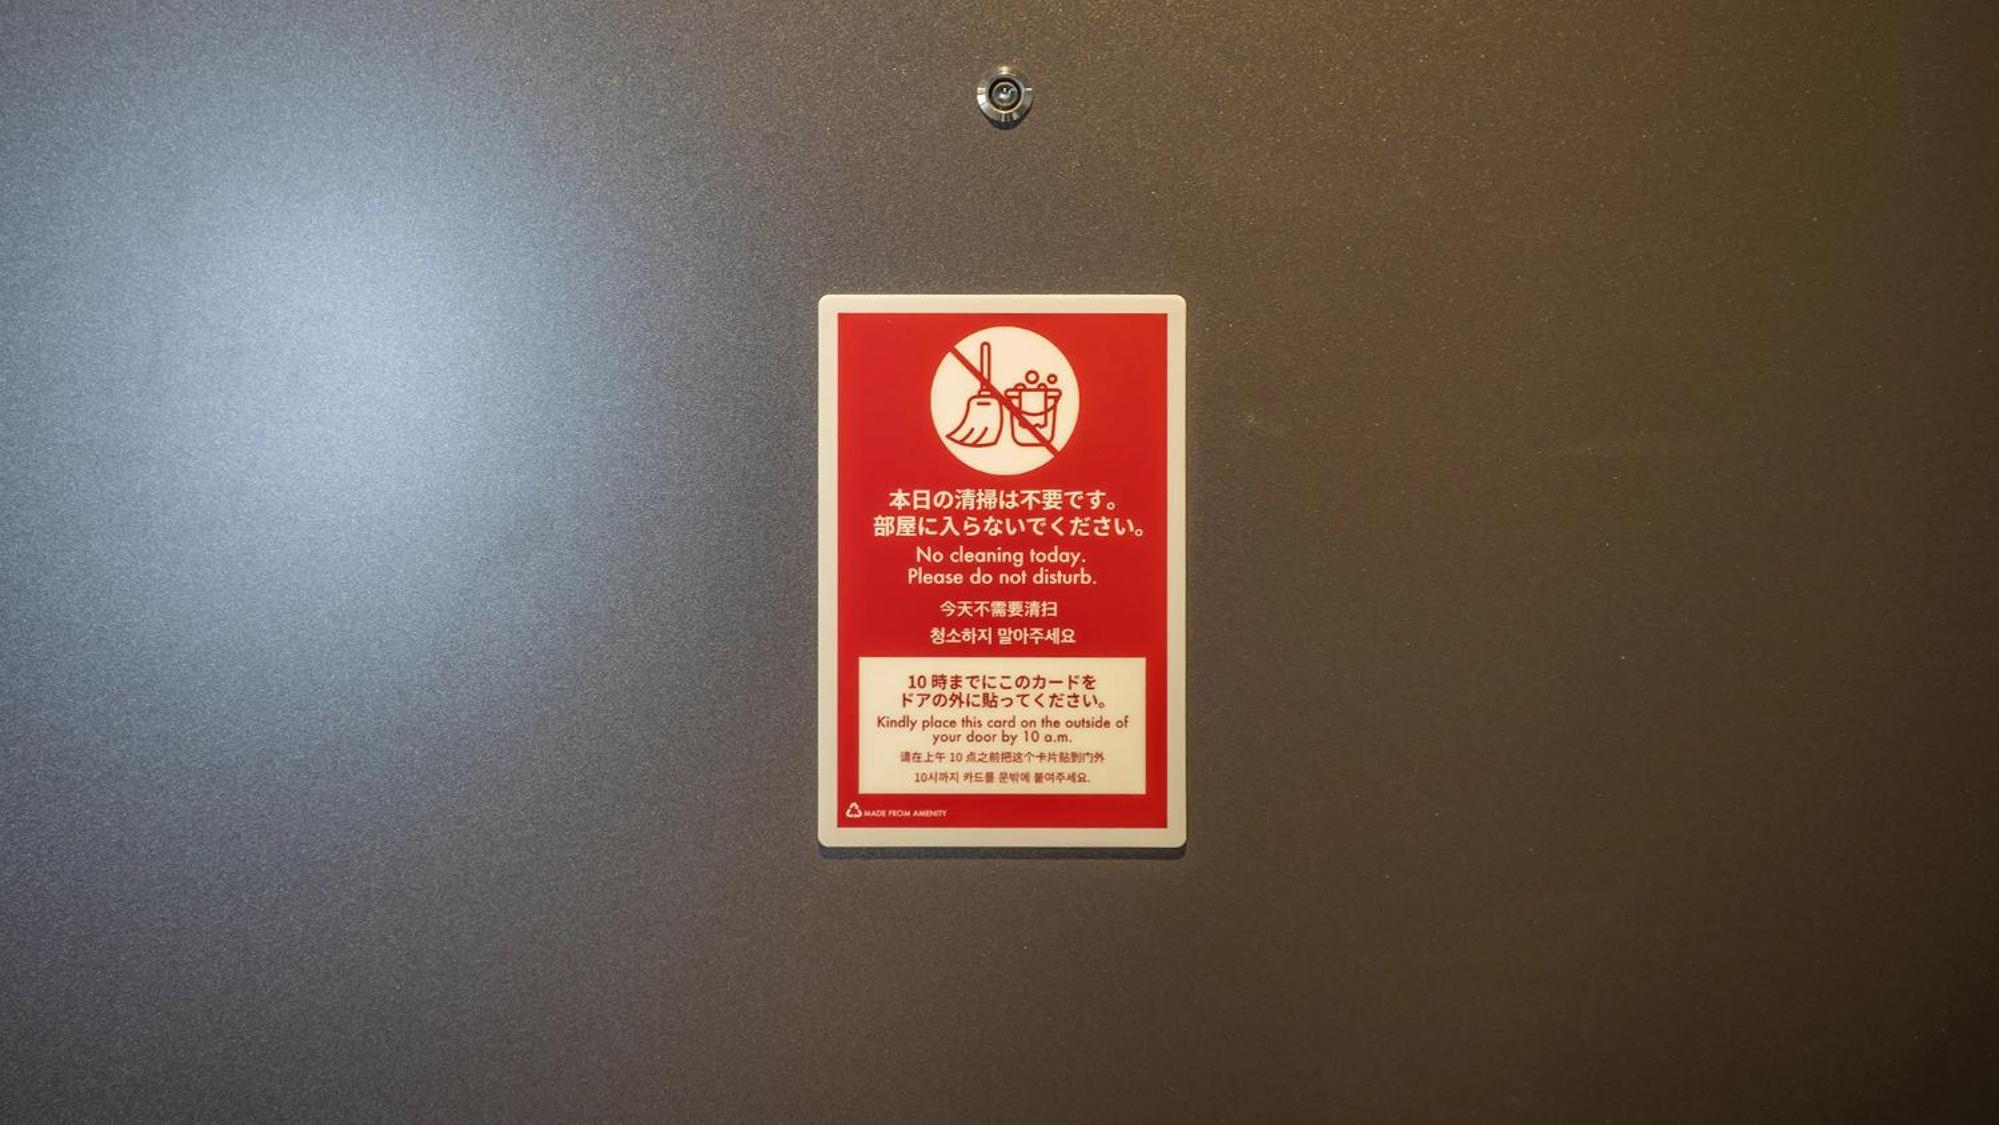 本日の清掃は不要です。
部屋に入らないでください。
No cleaning today.
Please do not disturb.
今天不需要清扫
청소하지 말아주세요
10 時までにこのカードを
ドアの外に貼ってください。
Kindly place this card on the outside of
your door by 10 a.m.
请在上午 10 点之前把这个卡片贴到门外
10시까지 카드를 문밖에 붙여주세요.
MADE FROM AMENITY